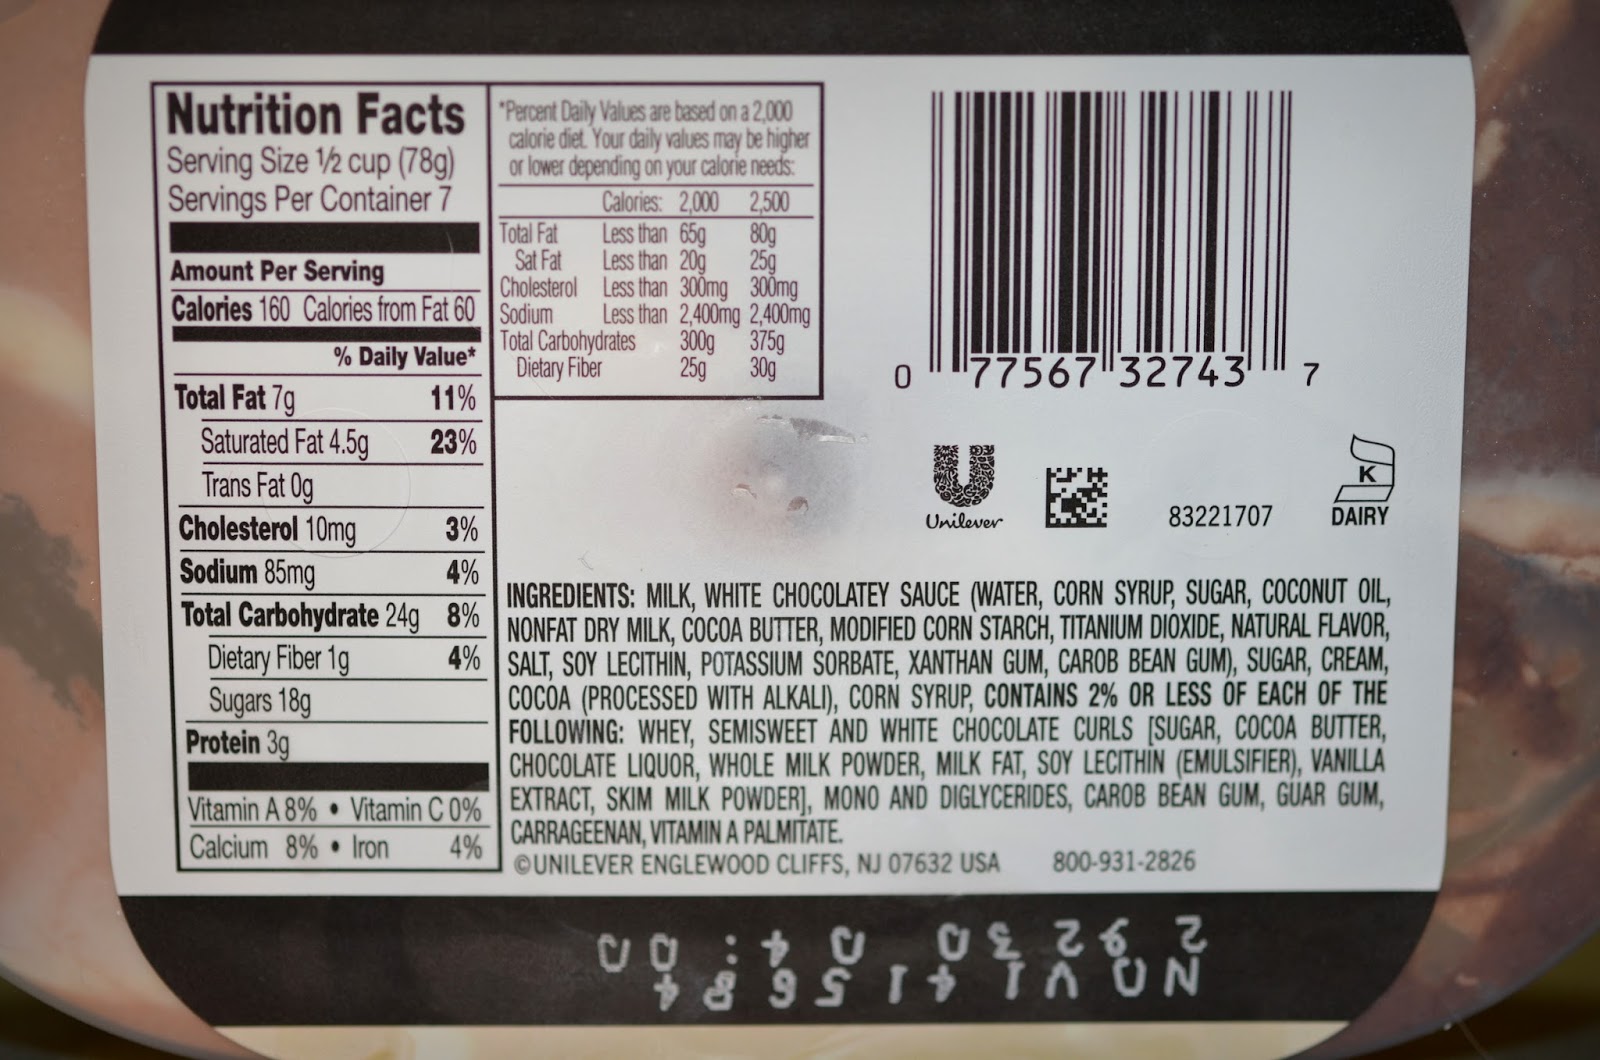 Nutrition Facts
Serving Size ½ cup (78g)
Servings Per Container 7
Amount Per Serving
Calories 160 Calories from Fat 60
% Daily Value*
Total Fat 7g 11%
Saturated Fat 4.5g 23%
Trans Fat 0g
Cholesterol 10mg 3%
Sodium 85mg 4%
Total Carbohydrate 24g 8%
Dietary Fiber 1g 4%
Sugars 18g
Protein 3g
Vitamin A 8% • Vitamin C 0%
Calcium 8% • Iron 4%
*Percent Daily Values are based on a 2,000
calorie diet. Your daily values may be higher
or lower depending on your calorie needs:
Calories: 2,000 2,500
Total Fat Less than 65g 80g
Sat Fat Less than 20g 25g
Cholesterol Less than 300mg 300mg
Sodium Less than 2,400mg 2,400mg
Total Carbohydrates 300g 375g
Dietary Fiber 25g 30g
0 77567 32743 7
Unilever
83221707
K
DAIRY
INGREDIENTS: MILK, WHITE CHOCOLATEY SAUCE (WATER, CORN SYRUP, SUGAR, COCONUT OIL,
NONFAT DRY MILK, COCOA BUTTER, MODIFIED CORN STARCH, TITANIUM DIOXIDE, NATURAL FLAVOR,
SALT, SOY LECITHIN, POTASSIUM SORBATE, XANTHAN GUM, CAROB BEAN GUM), SUGAR, CREAM,
COCOA (PROCESSED WITH ALKALI), CORN SYRUP, CONTAINS 2% OR LESS OF EACH OF THE
FOLLOWING: WHEY, SEMISWEET AND WHITE CHOCOLATE CURLS [SUGAR, COCOA BUTTER,
CHOCOLATE LIQUOR, WHOLE MILK POWDER, MILK FAT, SOY LECITHIN (EMULSIFIER), VANILLA
EXTRACT, SKIM MILK POWDER], MONO AND DIGLYCERIDES, CAROB BEAN GUM, GUAR GUM,
CARRAGEENAN, VITAMIN A PALMITATE.
©UNILEVER ENGLEWOOD CLIFFS, NJ 07632 USA 800-931-2826